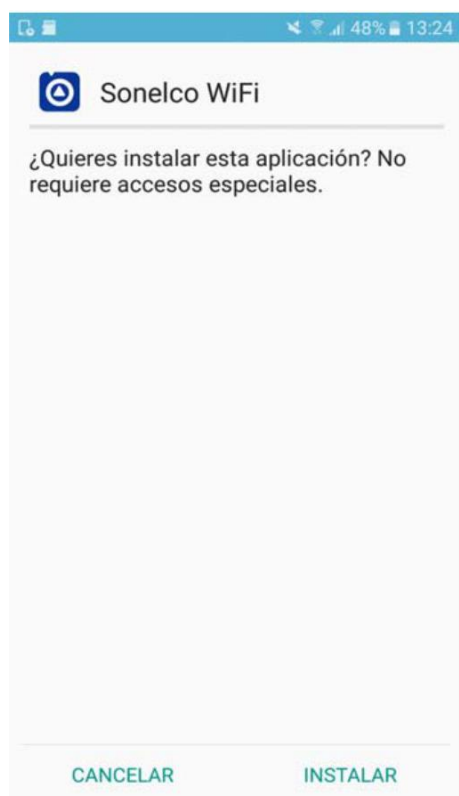 48% 13:24
Sonelco WiFi
¿Quieres instalar esta aplicación? No
requiere accesos especiales.
CANCELAR INSTALAR